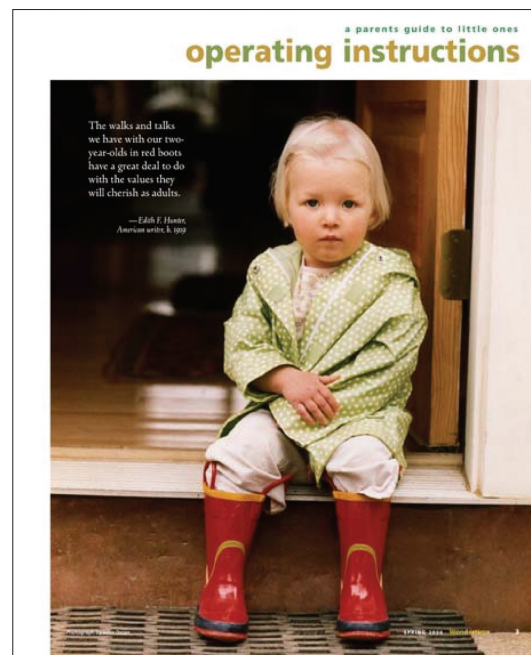 a parents guide to little ones
operating instructions
The walks and talks
we have with our two-
year-olds in red boots
have a great deal to do
with the values they
will cherish as adults.
—Edith F. Hunter,
American writer, b. 1919
SPRING 2006 Wondertime 3